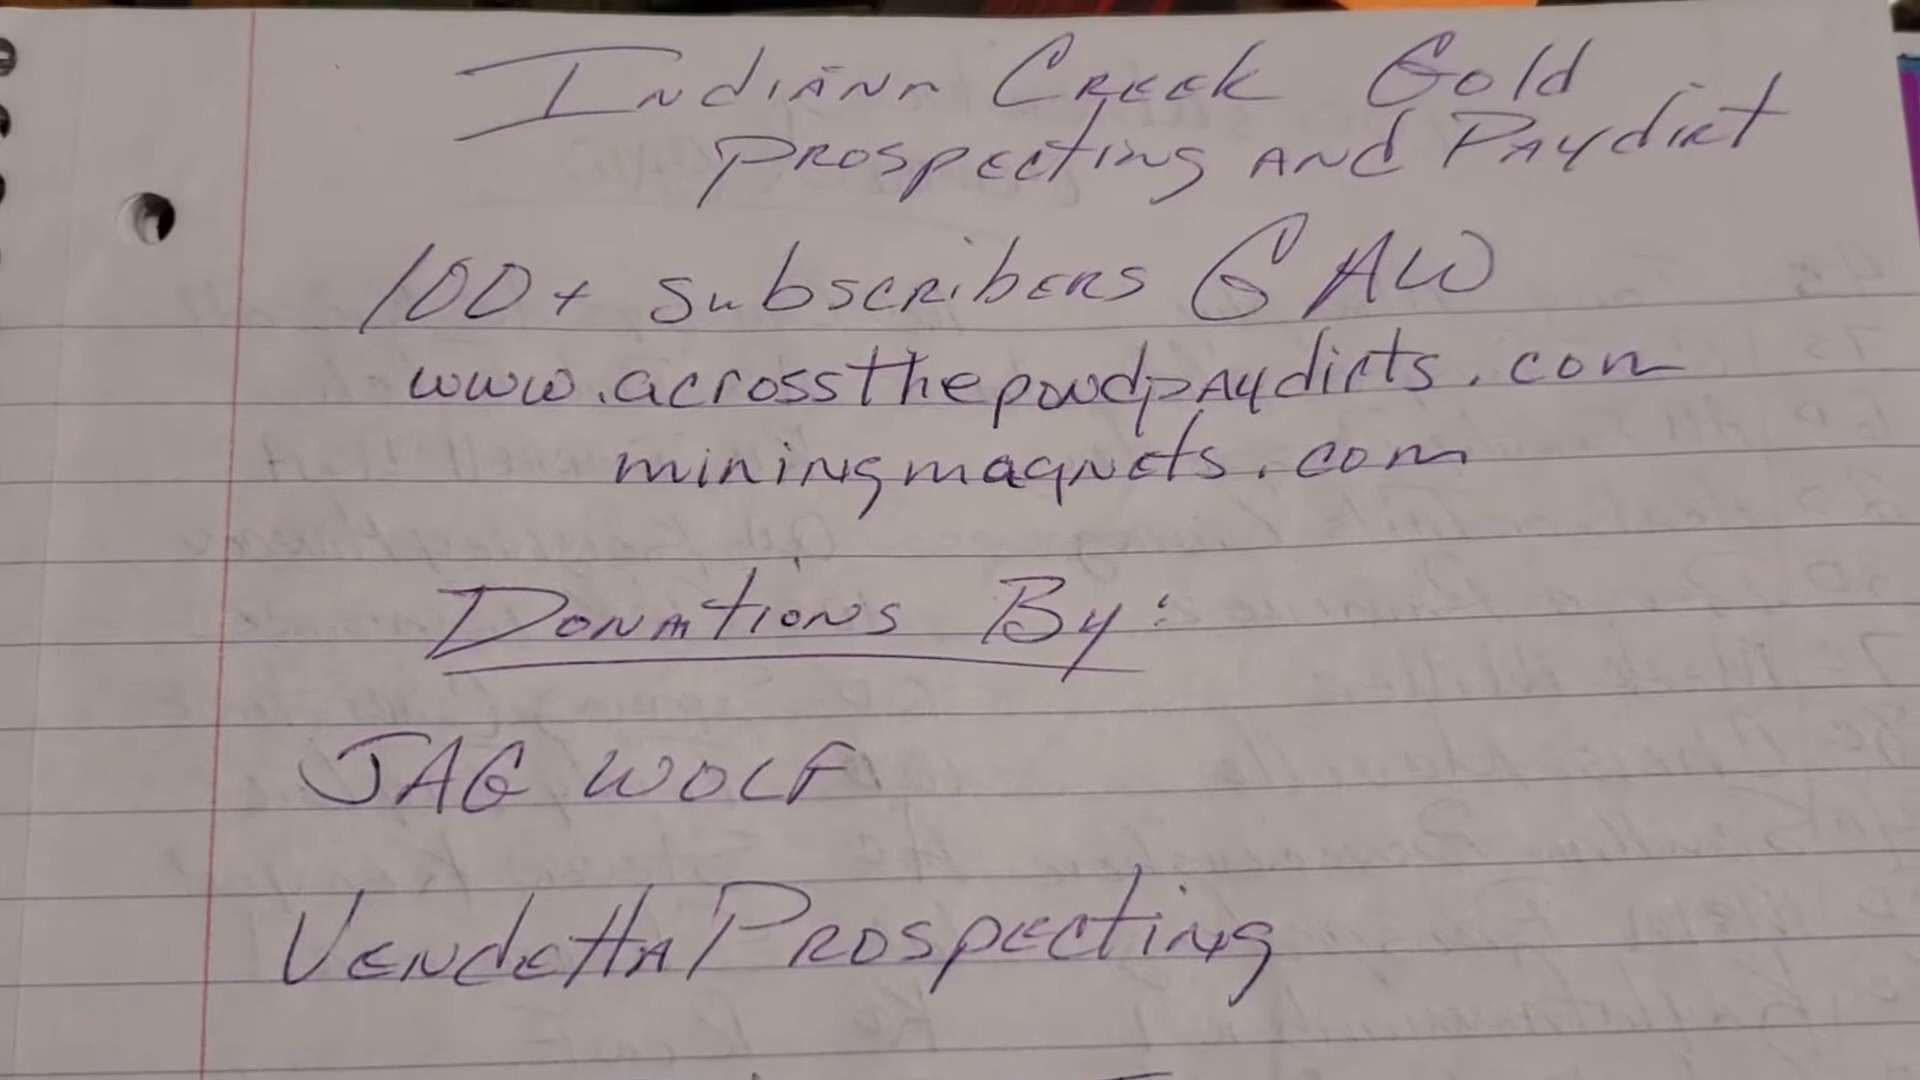 Indiana Creek Gold
Prospecting and Paydirt
100+ subscribers GAW
www.acrossthepondpaydirts.com
miningmagnets.com
Donations By:
JAG WOLF
Vendetta Prospecting